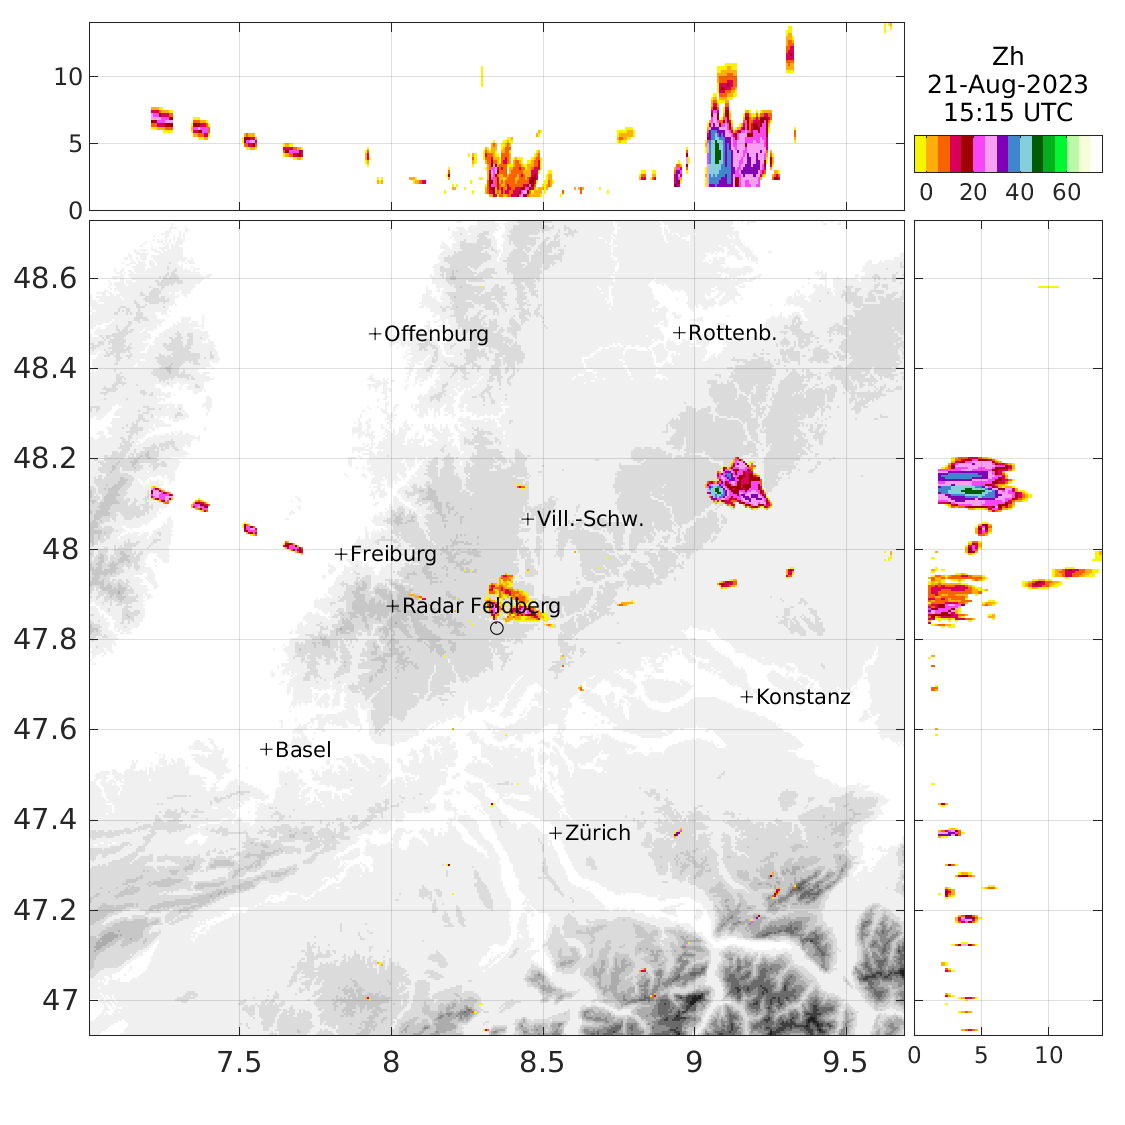 10
5
0
Zh
21-Aug-2023
15:15 UTC
0 20 40 60
48.6
48.4
48.2
48
47.8
47.6
47.4
47.2
47
Offenburg
Rottenb.
Vill.-Schw.
Freiburg
Radar Feldberg
Konstanz
Basel
Zürich
7.5 8 8.5 9 9.5
0 5 10